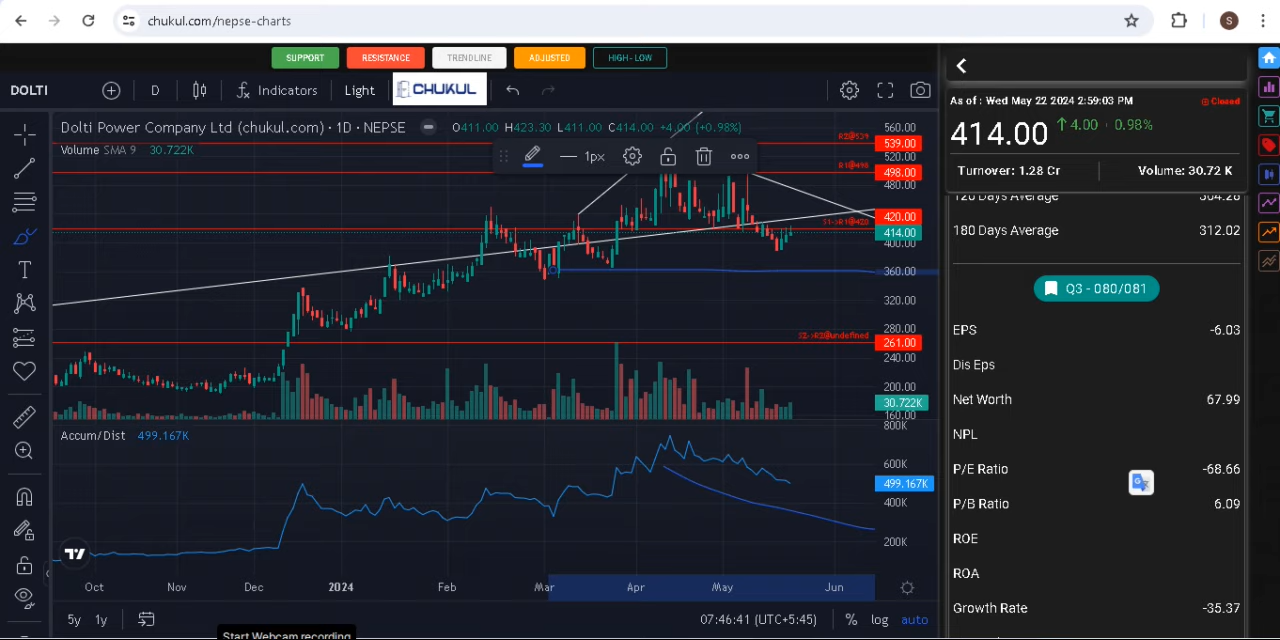 chukul.com/nepse-charts
S
SUPPORT RESISTANCE TRENDLINE ADJUSTED HIGH - LOW
DOLTI D Indicators Light CHUKUL
Dolti Power Company Ltd (chukul.com) · 1D · NEPSE O411.00 H423.30 L411.00 C414.00 +4.00 (+0.98%)
Volume SMA 9 30.722K
1px
R2@539
R1@498
560.00
539.00
520.00
498.00
480.00
420.00
414.00
400.00
360.00
320.00
280.00
261.00
240.00
200.00
30.722K
160.00
Accum/Dist 499.167K
800K
600K
499.167K
400K
200K
Oct Nov Dec 2024 Feb Mar Apr May Jun
5y 1y 07:46:41 (UTC+5:45) % log auto
Start Webcam recording
As of : Wed May 22 2024 2:59:03 PM Closed
414.00 4.00 0.98%
Turnover: 1.28 Cr Volume: 30.72 K
120 Days Average 304.28
180 Days Average 312.02
Q3 - 080/081
EPS -6.03
Dis Eps
Net Worth 67.99
NPL
P/E Ratio -68.66
P/B Ratio 6.09
ROE
ROA
Growth Rate -35.37